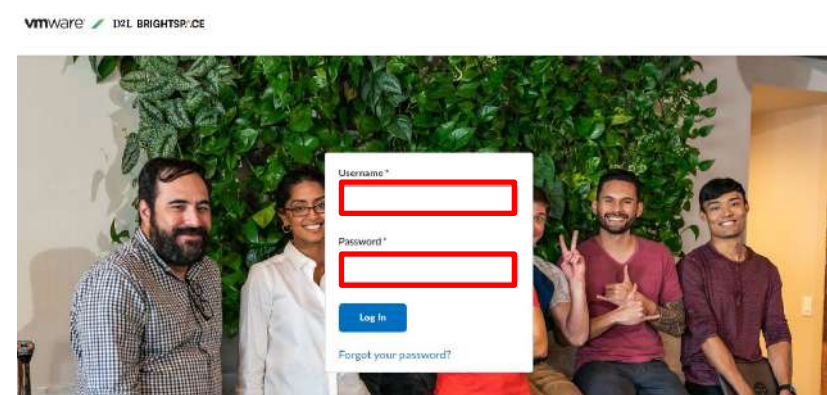 vmware D2L BRIGHTSPACE
Username *
Password *
Log In
Forgot your password?